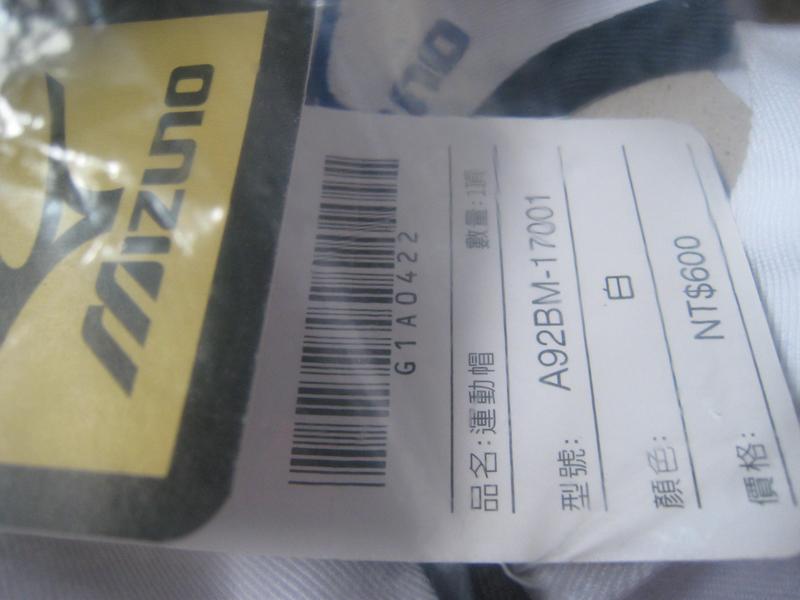 MIZUNO
G1A0422
品名:運動帽 數量:1個
型號: A92BM-17001
顏色: 白
價格: NT$600